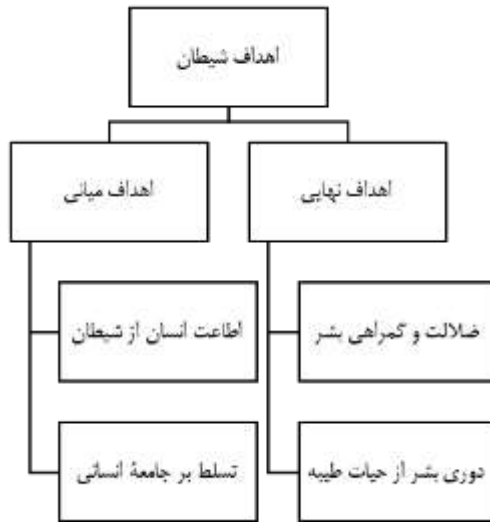 اهداف شیطان
اهداف نهایی
اهداف میانی
ضلالت و گمراهی بشر
دوری بشر از حیات طیبه
اطاعت انسان از شیطان
تسلط بر جامعهٔ انسانی